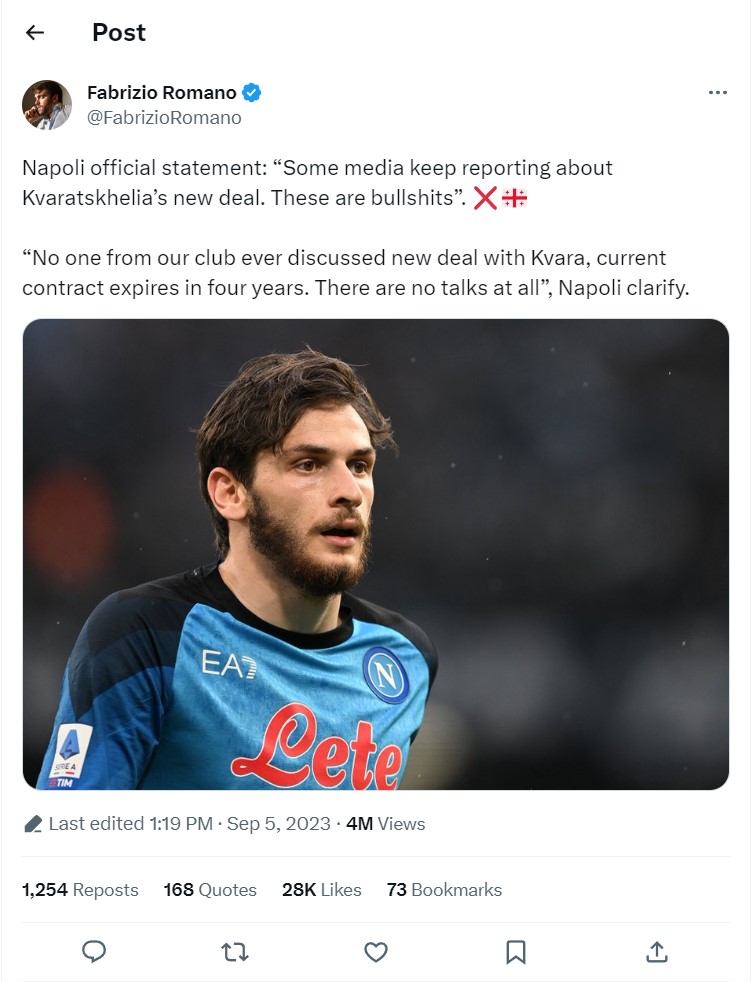 Post
Fabrizio Romano
@FabrizioRomano
Napoli official statement: “Some media keep reporting about
Kvaratskhelia’s new deal. These are bullshits”. ❌🇬🇪
“No one from our club ever discussed new deal with Kvara, current
contract expires in four years. There are no talks at all”, Napoli clarify.
EA7
N
Lete
SERIE A
TIM
Last edited 1:19 PM · Sep 5, 2023 · 4M Views
1,254 Reposts 168 Quotes 28K Likes 73 Bookmarks